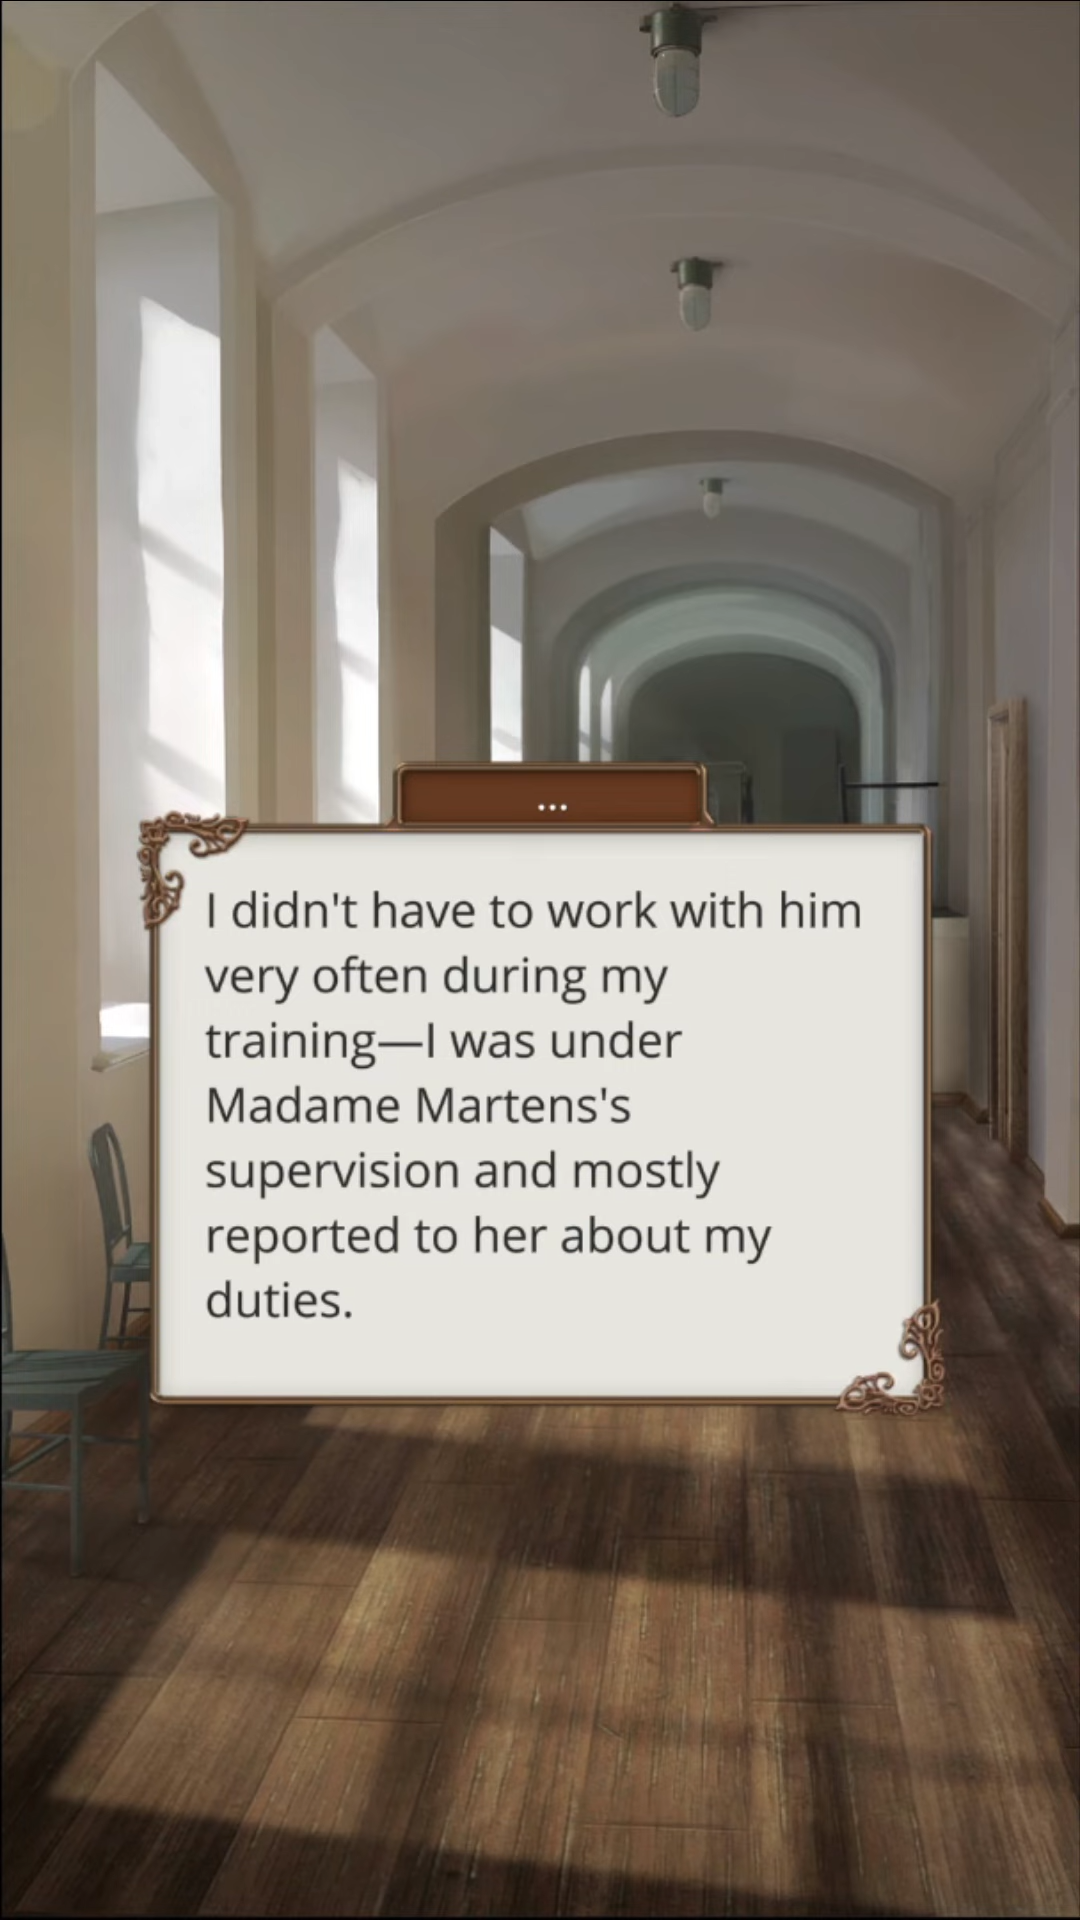 ...
I didn't have to work with him
very often during my
training—I was under
Madame Martens's
supervision and mostly
reported to her about my
duties.